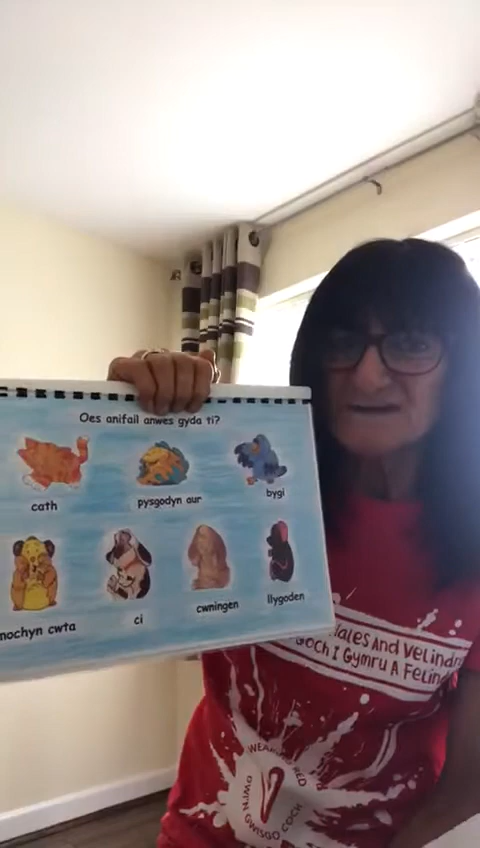 Oes anifail anwes gyda ti?
cath pysgodyn aur bygi
mochyn cwta ci cwningen llygoden
Wales And Velindre
Goch I Gymru A Felin
WEAR RED
GWISGO COCH